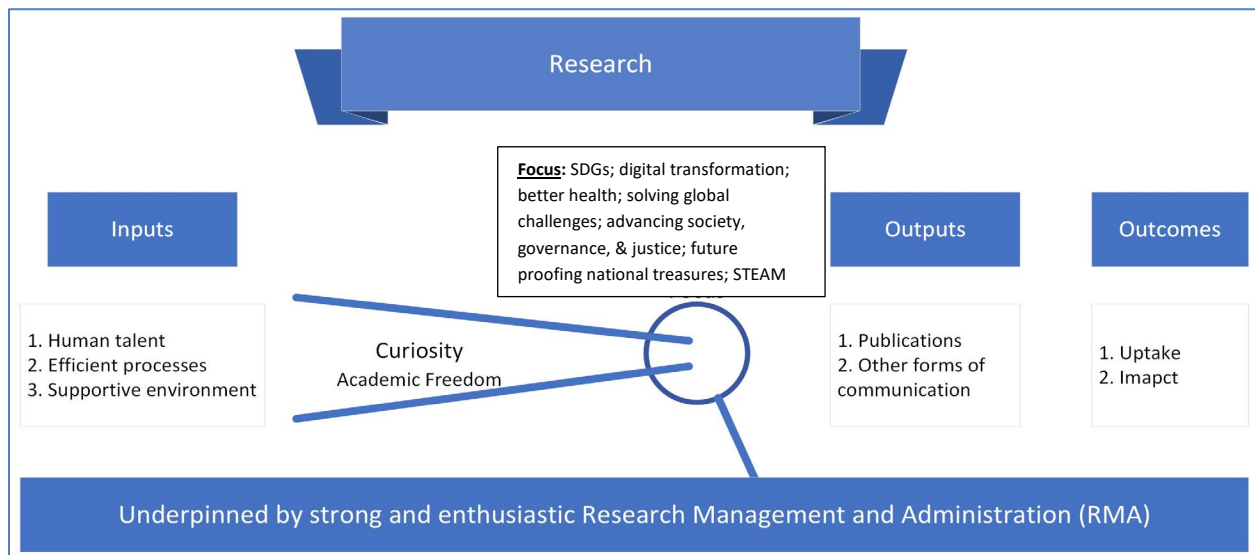 Research
Focus: SDGs; digital transformation;
better health; solving global
challenges; advancing society,
governance, & justice; future
proofing national treasures; STEAM
Inputs
1. Human talent
2. Efficient processes
3. Supportive environment
Curiosity
Academic Freedom
Outputs
1. Publications
2. Other forms of
communication
Outcomes
1. Uptake
2. Imapct
Underpinned by strong and enthusiastic Research Management and Administration (RMA)